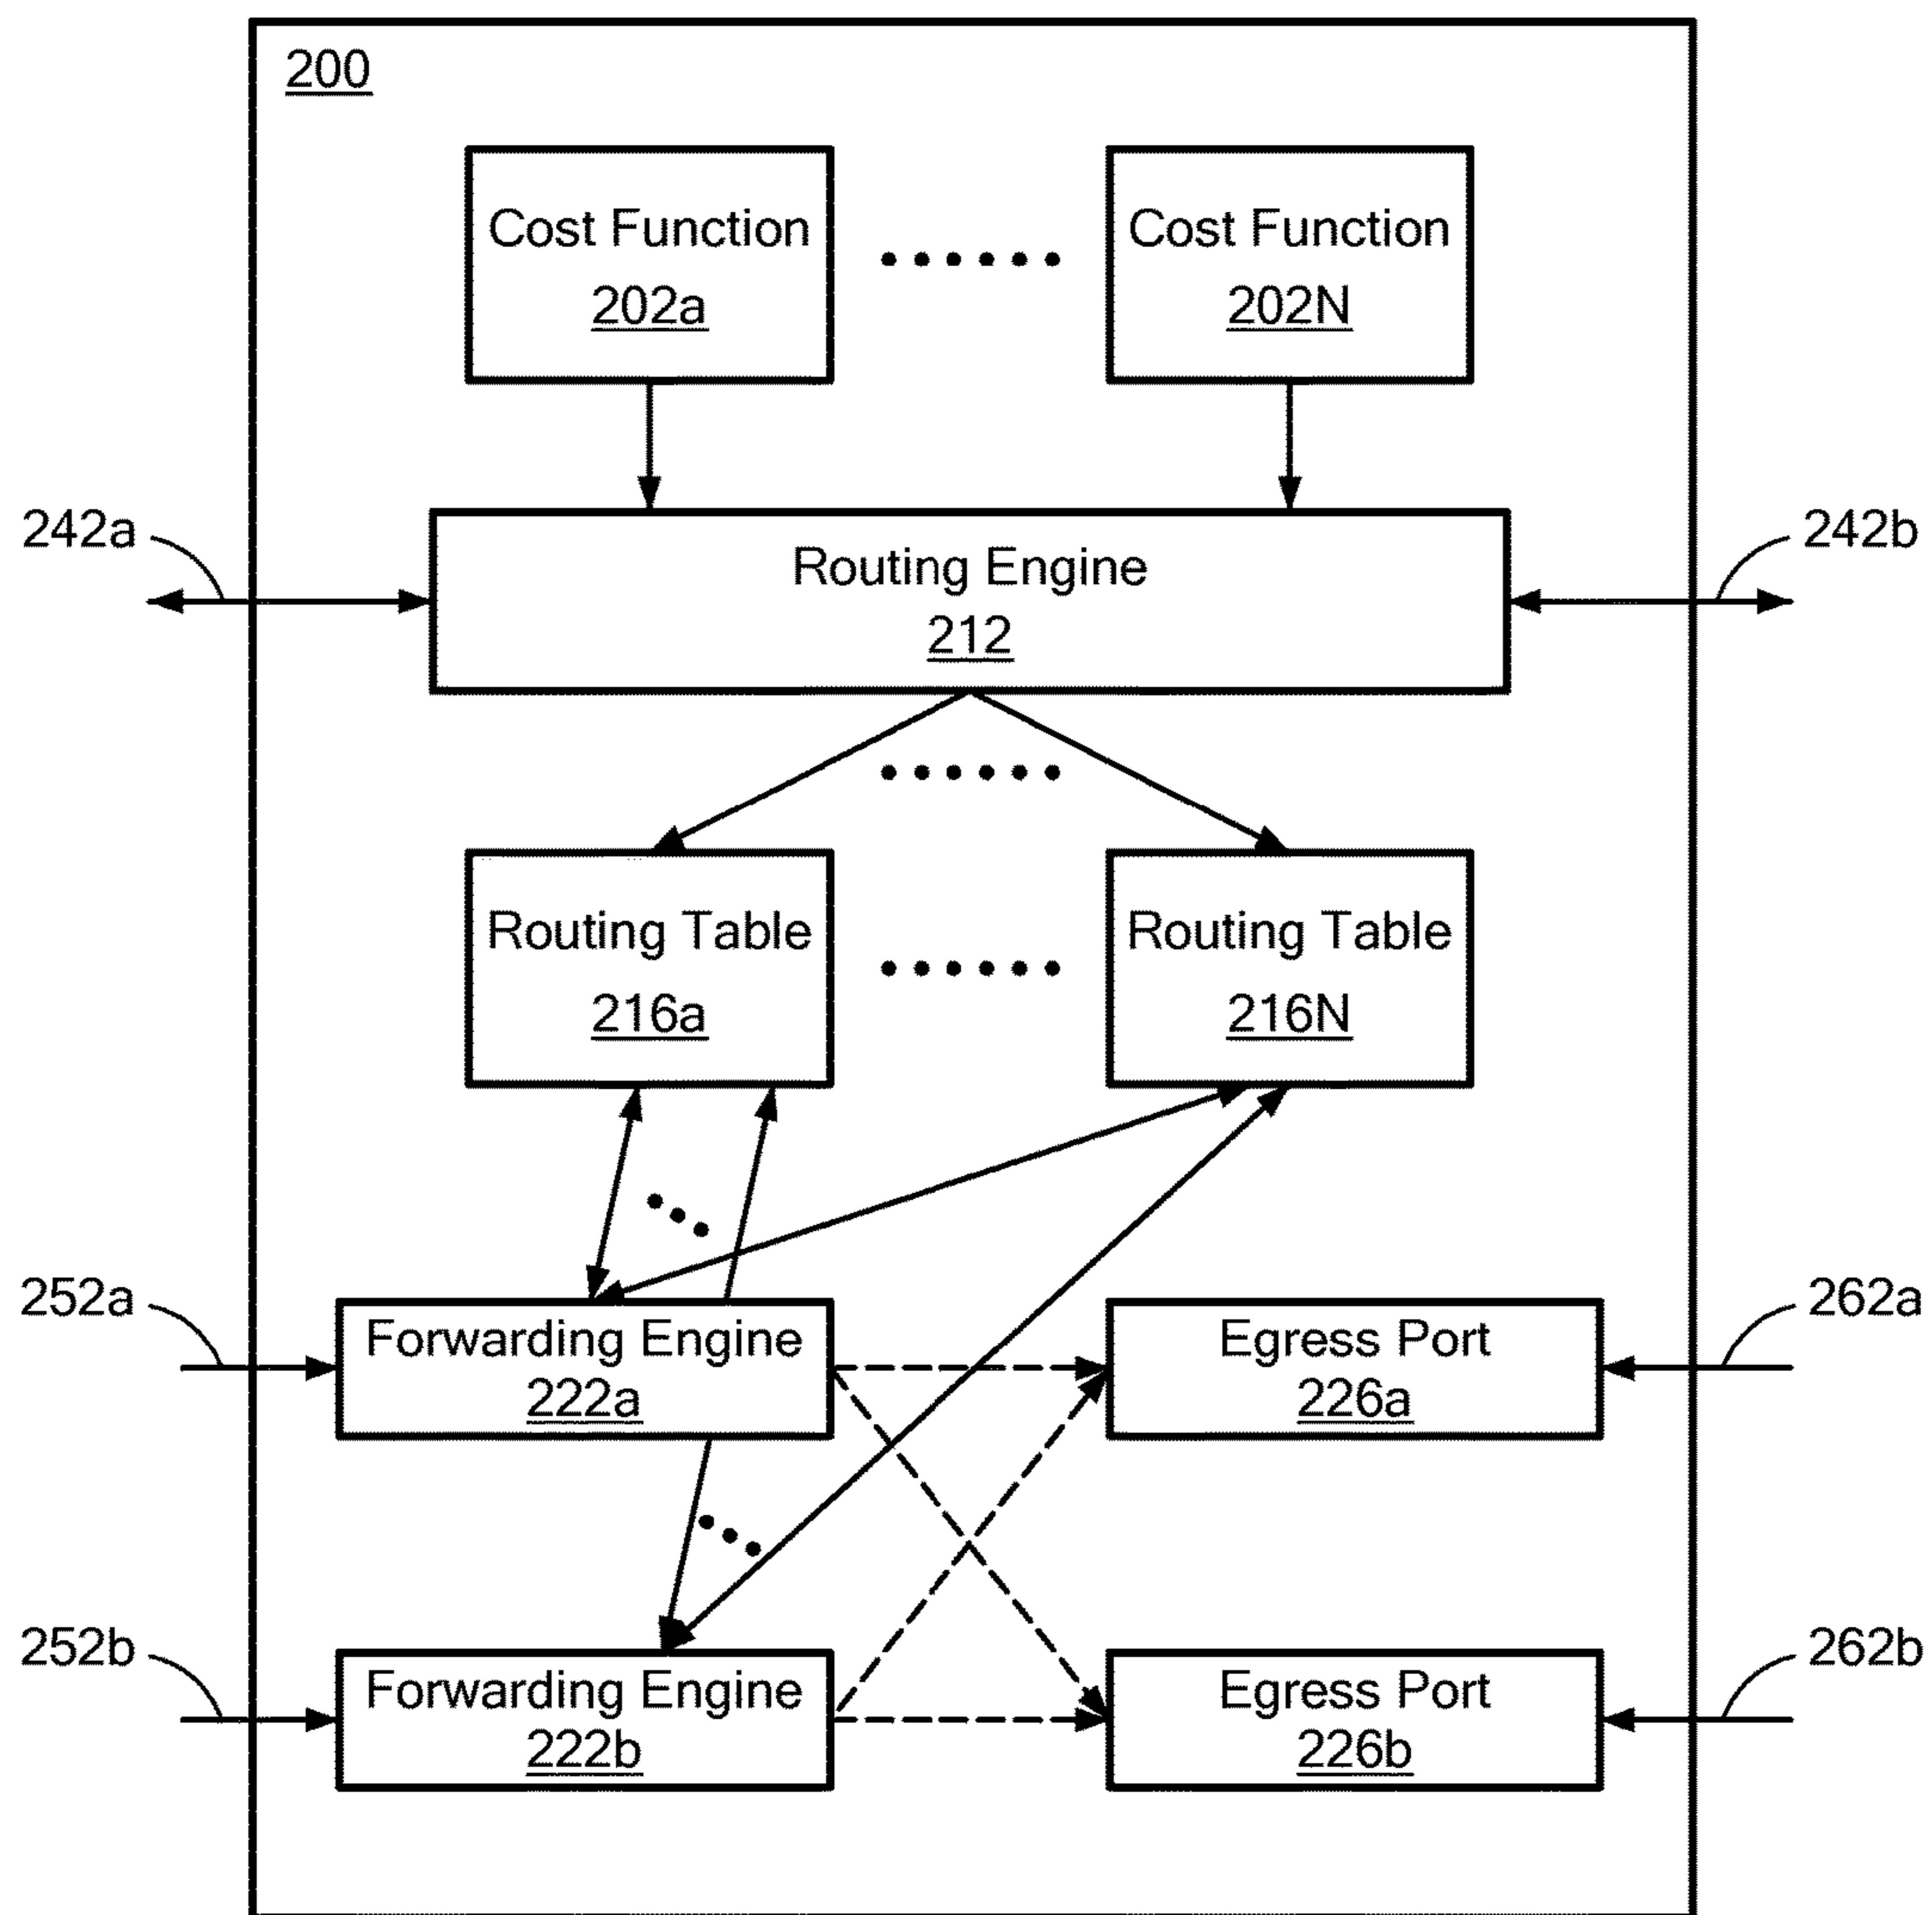 200
Cost Function
202a
Cost Function
202N
242a
Routing Engine
212
242b
Routing Table
216a
Routing Table
216N
252a
Forwarding Engine
222a
Egress Port
226a
262a
252b
Forwarding Engine
222b
Egress Port
226b
262b